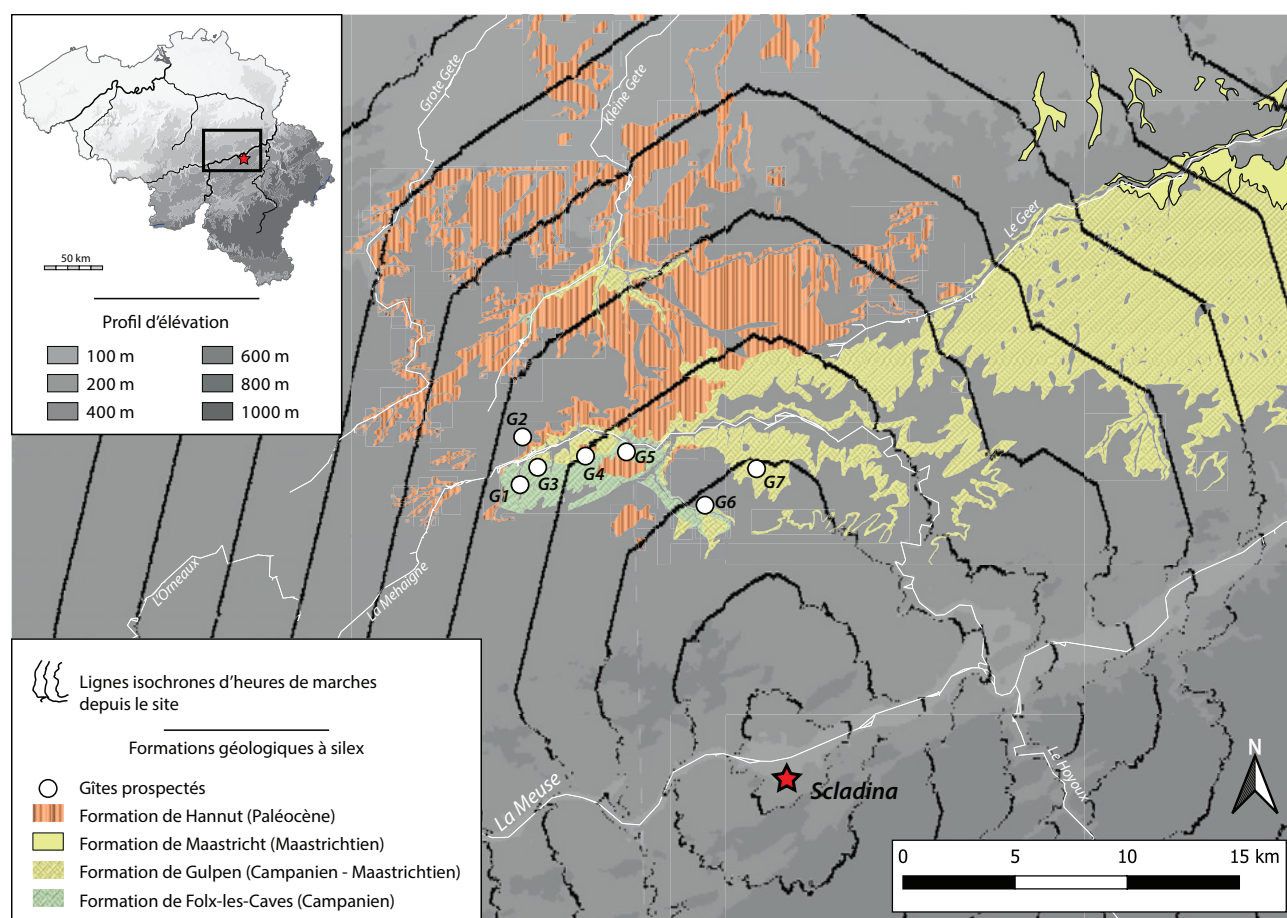 50 km
Profil d'élévation
100 m
200 m
400 m
600 m
800 m
1000 m
Grote Gete
Kleine Gete
Le Geer
G2
G1
G3
G4
G5
G6
G7
L'Orneaux
La Mehaigne
La Meuse
Scladina
Le Hoyoux
N
0 5 10 15 km
Lignes isochrones d'heures de marches
depuis le site
Formations géologiques à silex
Gîtes prospectés
Formation de Hannut (Paléocène)
Formation de Maastricht (Maastrichtien)
Formation de Gulpen (Campanien - Maastrichtien)
Formation de Folx-les-Caves (Campanien)